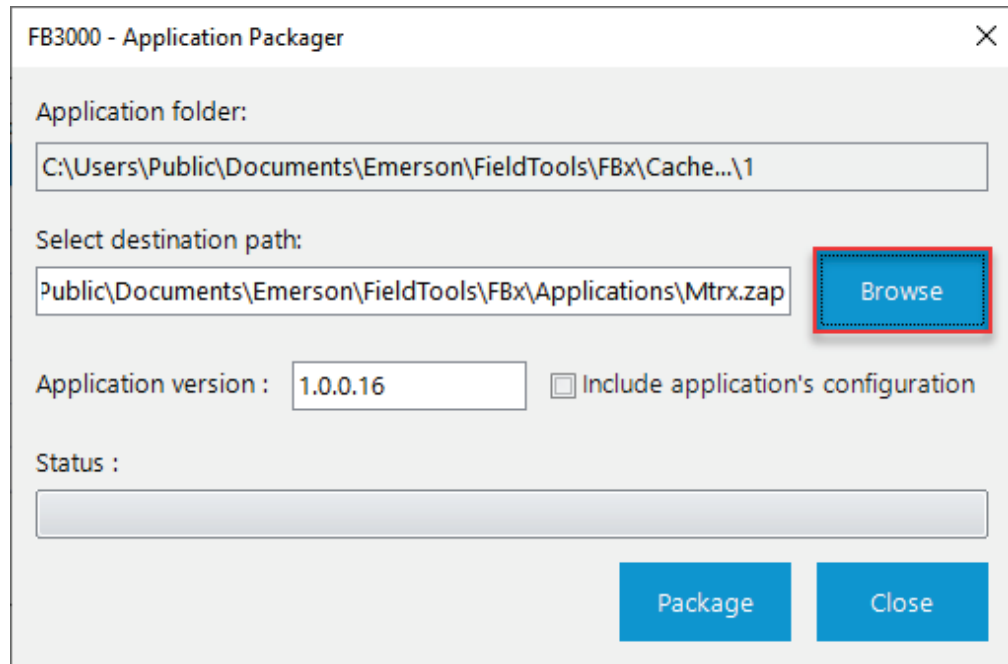 FB3000 - Application Packager
Application folder:
C:\Users\Public\Documents\Emerson\FieldTools\FBx\Cache...\1
Select destination path:
Public\Documents\Emerson\FieldTools\FBx\Applications\Mtrx.zap
Browse
Application version :
1.0.0.16
Include application's configuration
Status :
Package
Close